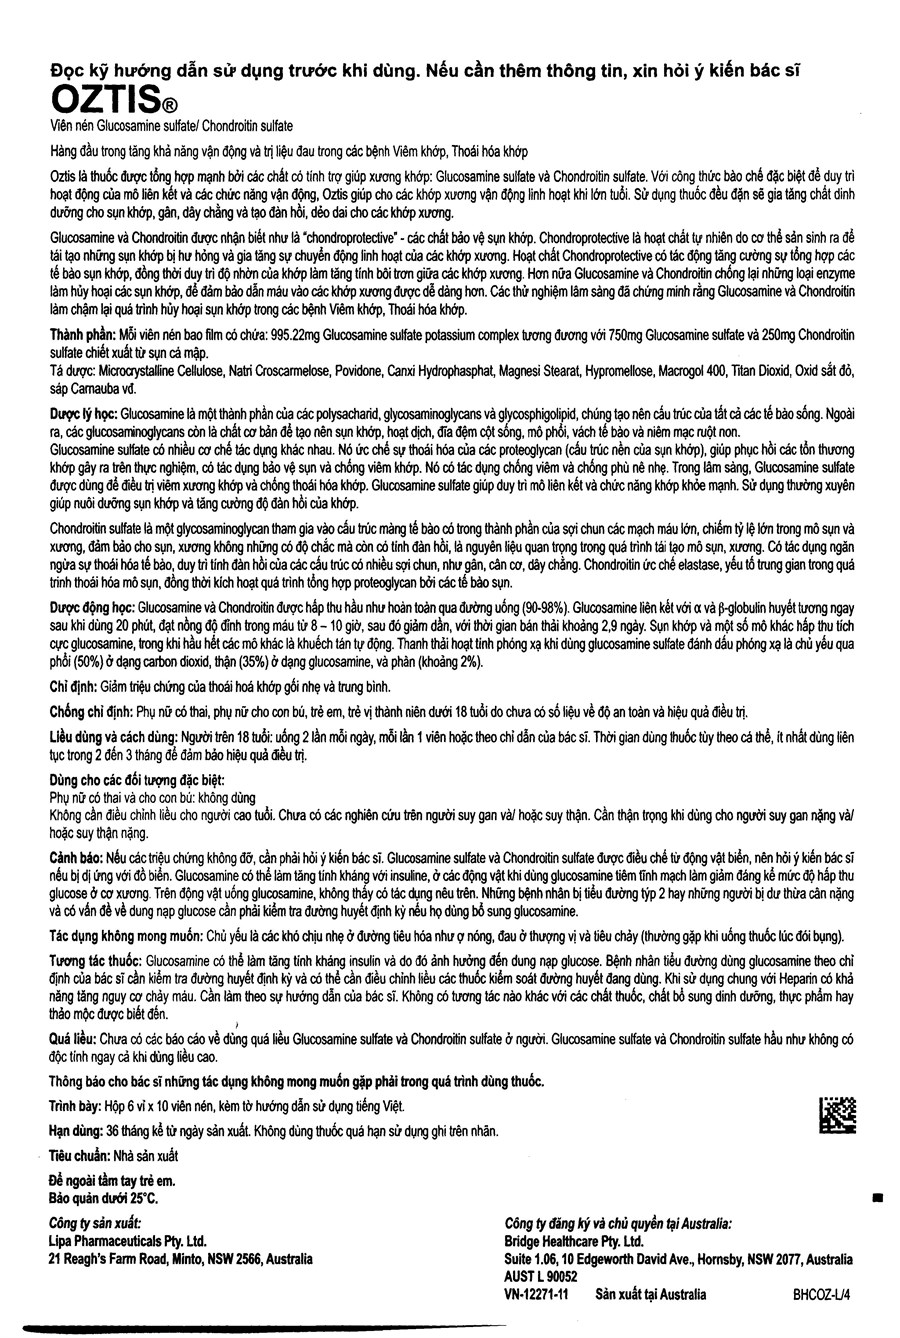 Đọc kỹ hướng dẫn sử dụng trước khi dùng. Nếu cần thêm thông tin, xin hỏi ý kiến bác sĩ
OZTIS®
Viên nén Glucosamine sulfate/ Chondroitin sulfate
Hàng đầu trong tăng khả năng vận động và trị liệu đau trong các bệnh Viêm khớp, Thoái hóa khớp
Oztis là thuốc được tổng hợp mạnh bởi các chất có tính trợ giúp xương khớp: Glucosamine sulfate và Chondroitin sulfate. Với công thức bào chế đặc biệt để duy trì
hoạt động của mô liên kết và các chức năng vận động, Oztis giúp cho các khớp xương vận động linh hoạt khi lớn tuổi. Sử dụng thuốc đều đặn sẽ gia tăng chất dinh
dưỡng cho sụn khớp, gân, dây chằng và tạo đàn hồi, dẻo dai cho các khớp xương.
Glucosamine và Chondroitin được nhận biết như là "chondroprotective" - các chất bảo vệ sụn khớp. Chondroprotective là hoạt chất tự nhiên do cơ thể sản sinh ra để
tái tạo những sụn khớp bị hư hỏng và gia tăng sự chuyển động linh hoạt của các khớp xương. Hoạt chất Chondroprotective có tác động tăng cường sự tổng hợp các
tế bào sụn khớp, đồng thời duy trì độ nhờn của khớp làm tăng tính bôi trơn giữa các khớp xương. Hơn nữa Glucosamine và Chondroitin chống lại những loại enzyme
làm hủy hoại các sụn khớp, để đảm bảo dẫn máu vào các khớp xương được dễ dàng hơn. Các thử nghiệm lâm sàng đã chứng minh rằng Glucosamine và Chondroitin
làm chậm lại quá trình hủy hoại sụn khớp trong các bệnh Viêm khớp, Thoái hóa khớp.
Thành phần: Mỗi viên nén bao film có chứa: 995.22mg Glucosamine sulfate potassium complex tương đương với 750mg Glucosamine sulfate và 250mg Chondroitin
sulfate chiết xuất từ sụn cá mập.
Tá dược: Microcrystalline Cellulose, Natri Croscarmelose, Povidone, Canxi Hydrophasphat, Magnesi Stearat, Hypromellose, Macrogol 400, Titan Dioxid, Oxid sắt đỏ,
sáp Carnauba vđ.
Dược lý học: Glucosamine là một thành phần của các polysacharid, glycosaminoglycans và glycosphigolipid, chúng tạo nên cấu trúc của tất cả các tế bào sống. Ngoài
ra, các glucosaminoglycans còn là chất cơ bản để tạo nên sụn khớp, hoạt dịch, đĩa đệm cột sống, mô phổi, vách tế bào và niêm mạc ruột non.
Glucosamine sulfate có nhiều cơ chế tác dụng khác nhau. Nó ức chế sự thoái hóa của các proteoglycan (cấu trúc nền của sụn khớp), giúp phục hồi các tổn thương
khớp gây ra trên thực nghiệm, có tác dụng bảo vệ sụn và chống viêm khớp. Nó có tác dụng chống viêm và chống phù nề nhẹ. Trong lâm sàng, Glucosamine sulfate
được dùng để điều trị viêm xương khớp và chống thoái hóa khớp. Glucosamine sulfate giúp duy trì mô liên kết và chức năng khớp khỏe mạnh. Sử dụng thường xuyên
giúp nuôi dưỡng sụn khớp và tăng cường độ đàn hồi của khớp.
Chondroitin sulfate là một glycosaminoglycan tham gia vào cấu trúc màng tế bào có trong thành phần của sợi chun các mạch máu lớn, chiếm tỷ lệ lớn trong mô sụn và
xương, đảm bảo cho sụn, xương không những có độ chắc mà còn có tính đàn hồi, là nguyên liệu quan trọng trong quá trình tái tạo mô sụn, xương. Có tác dụng ngăn
ngừa sự thoái hóa tế bào, duy trì tính đàn hồi của các cấu trúc có nhiều sợi chun, như gân, cân cơ, dây chằng. Chondroitin ức chế elastase, yếu tố trung gian trong quá
trình thoái hóa mô sụn, đồng thời kích hoạt quá trình tổng hợp proteoglycan bởi các tế bào sụn.
Dược động học: Glucosamine và Chondroitin được hấp thu hầu như hoàn toàn qua đường uống (90-98%). Glucosamine liên kết với α và β-globulin huyết tương ngay
sau khi dùng 20 phút, đạt nồng độ đỉnh trong máu từ 8 – 10 giờ, sau đó giảm dần, với thời gian bán thải khoảng 2,9 ngày. Sụn khớp và một số mô khác hấp thu tích
cực glucosamine, trong khi hầu hết các mô khác là khuếch tán tự động. Thanh thải hoạt tính phóng xạ khi dùng glucosamine sulfate đánh dấu phóng xạ là chủ yếu qua
phổi (50%) ở dạng carbon dioxid, thận (35%) ở dạng glucosamine, và phân (khoảng 2%).
Chỉ định: Giảm triệu chứng của thoái hoá khớp gối nhẹ và trung bình.
Chống chỉ định: Phụ nữ có thai, phụ nữ cho con bú, trẻ em, trẻ vị thành niên dưới 18 tuổi do chưa có số liệu về độ an toàn và hiệu quả điều trị.
Liều dùng và cách dùng: Người trên 18 tuổi: uống 2 lần mỗi ngày, mỗi lần 1 viên hoặc theo chỉ dẫn của bác sĩ. Thời gian dùng thuốc tùy theo cá thể, ít nhất dùng liên
tục trong 2 đến 3 tháng để đảm bảo hiệu quả điều trị.
Dùng cho các đối tượng đặc biệt:
Phụ nữ có thai và cho con bú: không dùng
Không cần điều chỉnh liều cho người cao tuổi. Chưa có các nghiên cứu trên người suy gan và/ hoặc suy thận. Cẩn thận trọng khi dùng cho người suy gan nặng và/
hoặc suy thận nặng.
Cảnh báo: Nếu các triệu chứng không đỡ, cần phải hỏi ý kiến bác sĩ. Glucosamine sulfate và Chondroitin sulfate được điều chế từ động vật biển, nên hỏi ý kiến bác sĩ
nếu bị dị ứng với đồ biển. Glucosamine có thể làm tăng tính kháng với insuline, ở các động vật khi dùng glucosamine tiêm tĩnh mạch làm giảm đáng kể mức độ hấp thu
glucose ở cơ xương. Trên động vật uống glucosamine, không thấy có tác dụng nêu trên. Những bệnh nhân bị tiểu đường týp 2 hay những người bị dư thừa cân nặng
và có vấn đề về dung nạp glucose cần phải kiểm tra đường huyết định kỳ nếu họ dùng bổ sung glucosamine.
Tác dụng không mong muốn: Chủ yếu là các khó chịu nhẹ ở đường tiêu hóa như ợ nóng, đau ở thượng vị và tiêu chảy (thường gặp khi uống thuốc lúc đói bụng).
Tương tác thuốc: Glucosamine có thể làm tăng tính kháng insulin và do đó ảnh hưởng đến dung nạp glucose. Bệnh nhân tiểu đường dùng glucosamine theo chỉ
định của bác sĩ cần kiểm tra đường huyết định kỳ và có thể cần điều chỉnh liều các thuốc kiểm soát đường huyết đang dùng. Khi sử dụng chung với Heparin có khả
năng tăng nguy cơ chảy máu. Cần làm theo sự hướng dẫn của bác sĩ. Không có tương tác nào khác với các chất thuốc, chất bổ sung dinh dưỡng, thực phẩm hay
thảo mộc được biết đến.
Quá liều: Chưa có các báo cáo về dùng quá liều Glucosamine sulfate và Chondroitin sulfate ở người. Glucosamine sulfate và Chondroitin sulfate hầu như không có
độc tính ngay cả khi dùng liều cao.
Thông báo cho bác sĩ những tác dụng không mong muốn gặp phải trong quá trình dùng thuốc.
Trình bày: Hộp 6 vỉ x 10 viên nén, kèm tờ hướng dẫn sử dụng tiếng Việt.
Hạn dùng: 36 tháng kể từ ngày sản xuất. Không dùng thuốc quá hạn sử dụng ghi trên nhãn.
Tiêu chuẩn: Nhà sản xuất
Để ngoài tầm tay trẻ em.
Bảo quản dưới 25°C.
Công ty sản xuất:
Lipa Pharmaceuticals Pty. Ltd.
21 Reagh's Farm Road, Minto, NSW 2566, Australia
Công ty đăng ký và chủ quyền tại Australia:
Bridge Healthcare Pty. Ltd.
Suite 1.06, 10 Edgeworth David Ave., Hornsby, NSW 2077, Australia
AUST L 90052
VN-12271-11 Sản xuất tại Australia BHCOZ-L/4